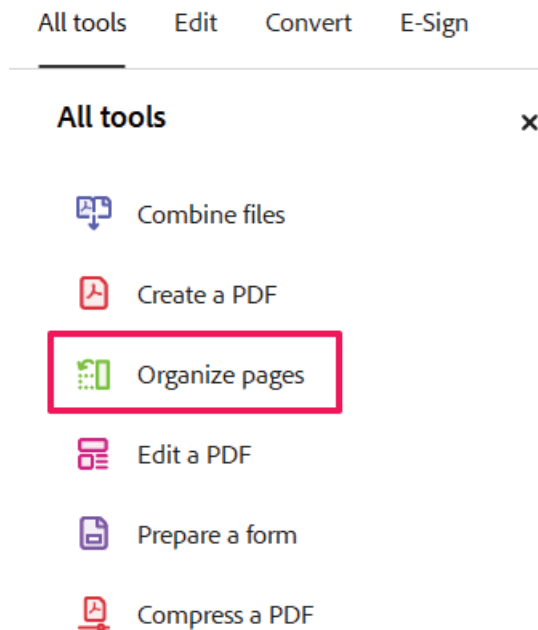 All tools Edit Convert E-Sign
All tools
Combine files
Create a PDF
Organize pages
Edit a PDF
Prepare a form
Compress a PDF